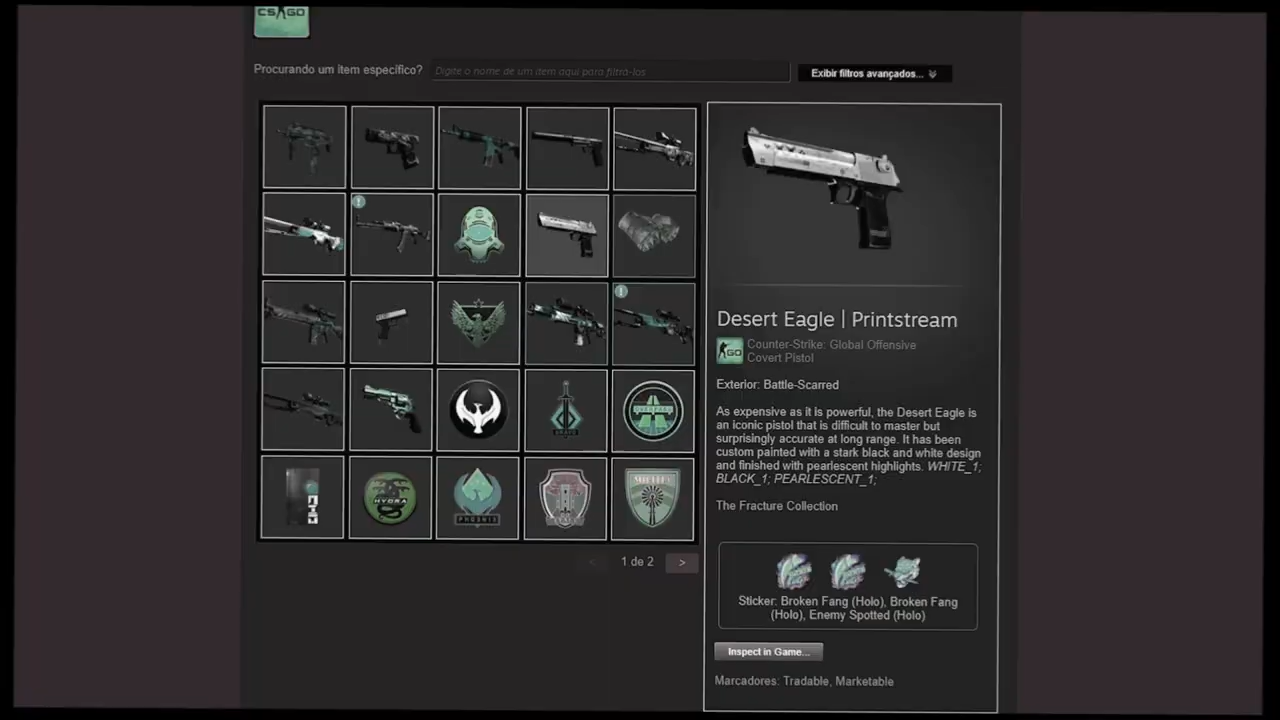 CS GO
Procurando um item específico?
Digite o nome de um item aqui para filtrá-los
Exibir filtros avançados...
HYDRA
PHOENIX
1 de 2
Desert Eagle | Printstream
GO
Counter-Strike: Global Offensive
Covert Pistol
Exterior: Battle-Scarred
As expensive as it is powerful, the Desert Eagle is
an iconic pistol that is difficult to master but
surprisingly accurate at long range. It has been
custom painted with a stark black and white design
and finished with pearlescent highlights. WHITE_1;
BLACK_1; PEARLESCENT_1;
The Fracture Collection
Sticker: Broken Fang (Holo), Broken Fang
(Holo), Enemy Spotted (Holo)
Inspect in Game...
Marcadores: Tradable, Marketable